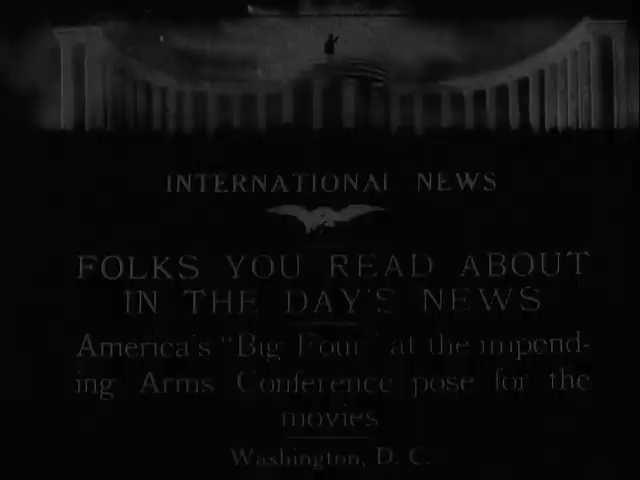 INTERNATIONAL NEWS
FOLKS YOU READ ABOUT
IN THE DAY'S NEWS
America's "Big Four" at the impend-
ing Arms Conference pose for the
movies
Washington, D. C.